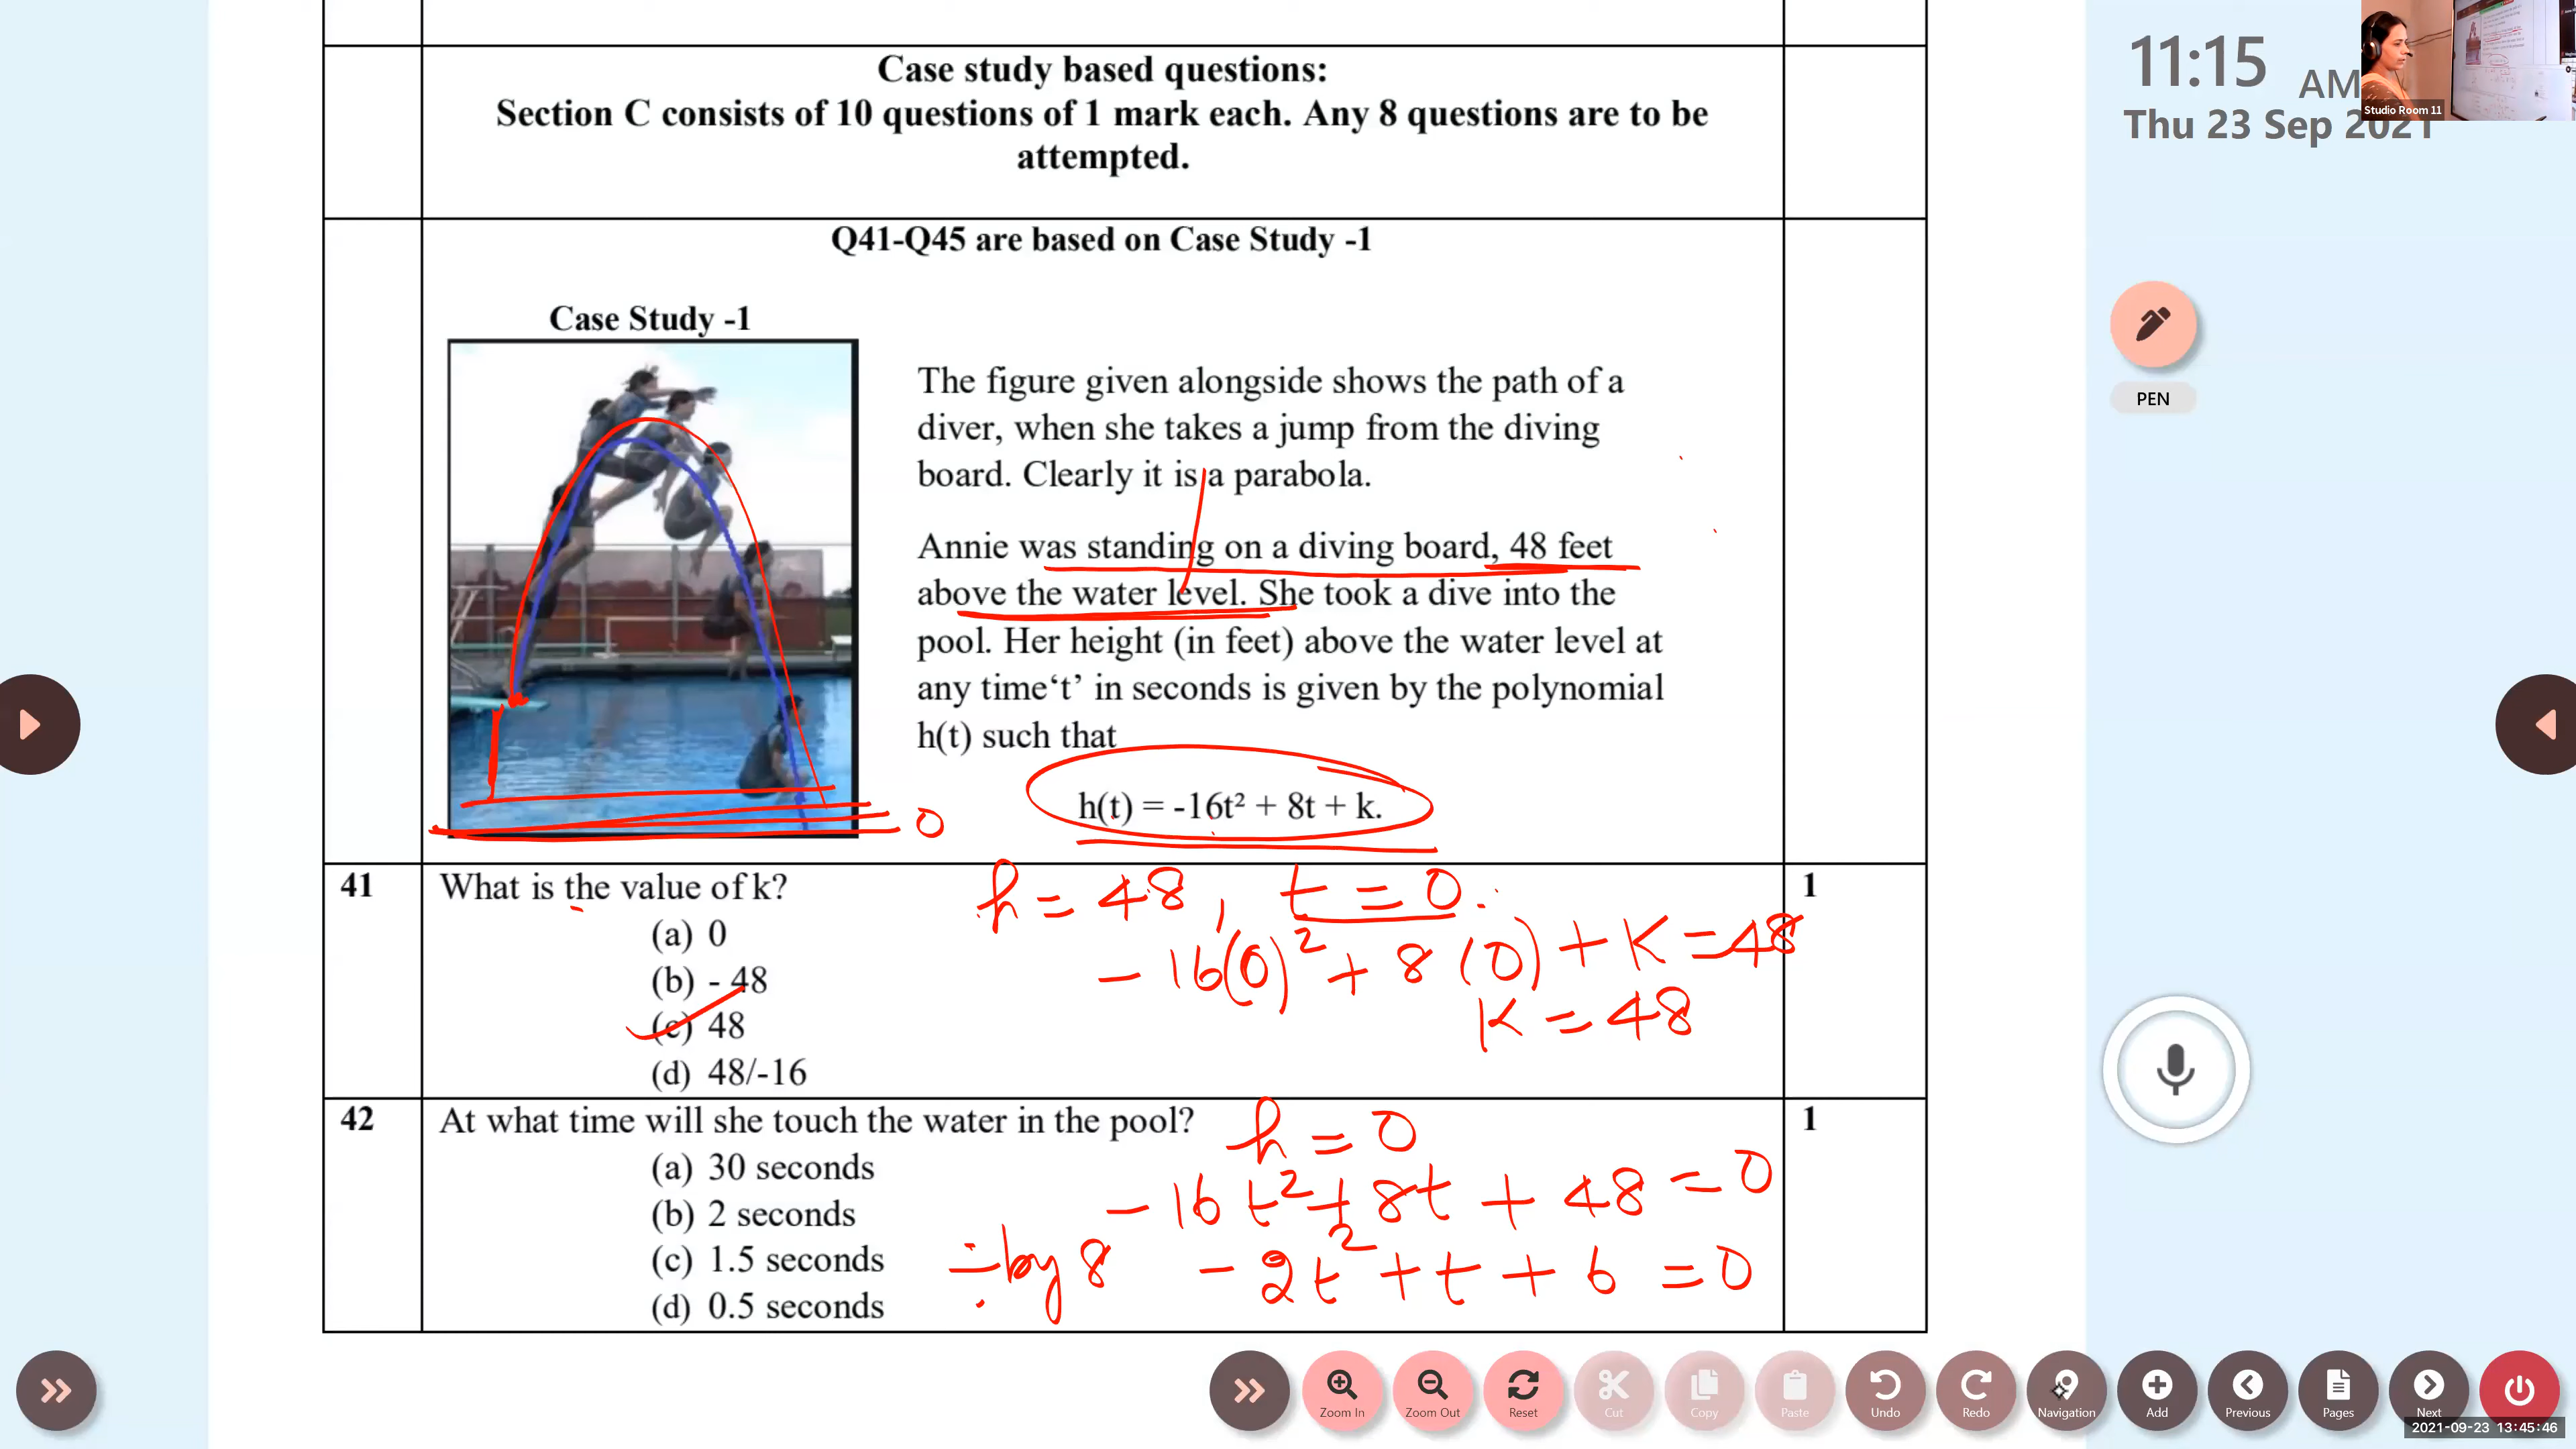 11:15 AM
Thu 23 Sep 2021
Studio Room 11
Case study based questions:
Section C consists of 10 questions of 1 mark each. Any 8 questions are to be
attempted.
Q41-Q45 are based on Case Study -1
Case Study -1
The figure given alongside shows the path of a
diver, when she takes a jump from the diving
board. Clearly it is a parabola.
Annie was standing on a diving board, 48 feet
above the water level. She took a dive into the
pool. Her height (in feet) above the water level at
any time‘t’ in seconds is given by the polynomial
h(t) such that
h(t) = -16t² + 8t + k.
0
PEN
41 What is the value of k? 1
(a) 0
(b) - 48
(c) 48
(d) 48/-16
h = 48, t = 0.
- 16(0)² + 8(0) + K = 48
K = 48
42 At what time will she touch the water in the pool? 1
(a) 30 seconds
(b) 2 seconds
(c) 1.5 seconds
(d) 0.5 seconds
h = 0
- 16t² + 8t + 48 = 0
÷ by 8 - 2t² + t + 6 = 0
Zoom In
Zoom Out
Reset
Cut
Copy
Paste
Undo
Redo
Navigation
Add
Previous
Pages
Next
2021-09-23 13:45:46